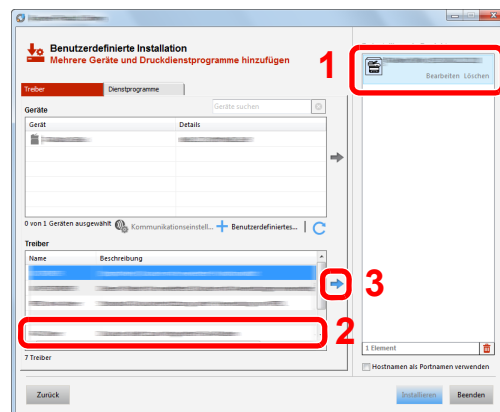 Benutzerdefinierte Installation
Mehrere Geräte und Druckdienstprogramme hinzufügen
1
Bearbeiten Löschen
Treiber Dienstprogramme
Geräte
Geräte suchen
Gerät Details
0 von 1 Geräten ausgewählt Kommunikationseinstell... Benutzerdefiniertes...
Treiber
Name Beschreibung
3
2
7 Treiber
1 Element
Hostnamen als Portnamen verwenden
Zurück Installieren Beenden